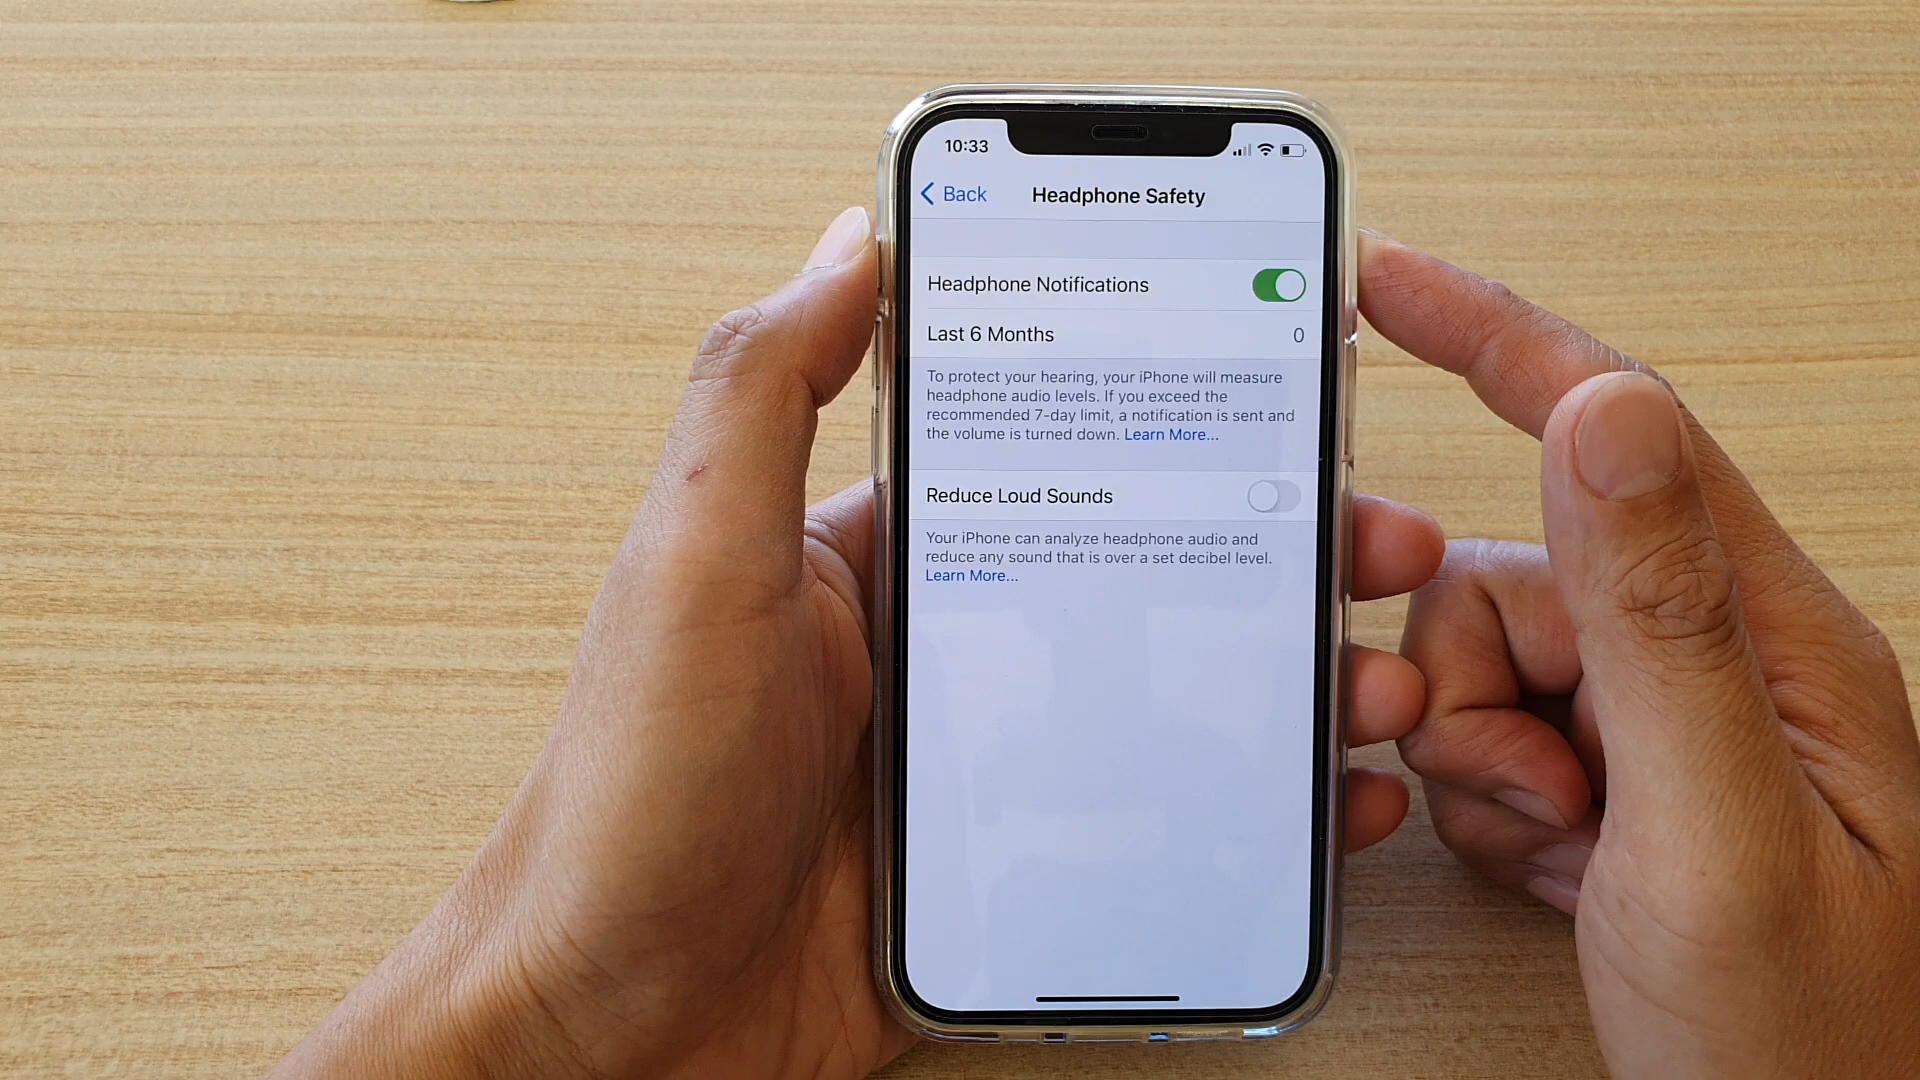 10:33
Back
Headphone Safety
Headphone Notifications
Last 6 Months 0
To protect your hearing, your iPhone will measure
headphone audio levels. If you exceed the
recommended 7-day limit, a notification is sent and
the volume is turned down. Learn More...
Reduce Loud Sounds
Your iPhone can analyze headphone audio and
reduce any sound that is over a set decibel level.
Learn More...